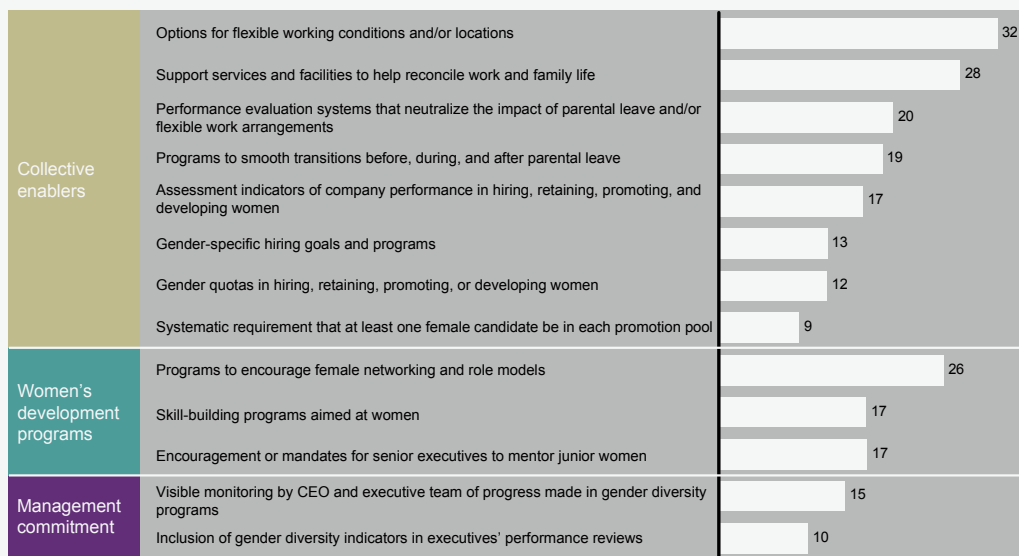 Collective
enablers
Options for flexible working conditions and/or locations
32
Support services and facilities to help reconcile work and family life
28
Performance evaluation systems that neutralize the impact of parental leave and/or
flexible work arrangements
20
Programs to smooth transitions before, during, and after parental leave
19
Assessment indicators of company performance in hiring, retaining, promoting, and
developing women
17
Gender-specific hiring goals and programs
13
Gender quotas in hiring, retaining, promoting, or developing women
12
Systematic requirement that at least one female candidate be in each promotion pool
9
Women’s
development
programs
Programs to encourage female networking and role models
26
Skill-building programs aimed at women
17
Encouragement or mandates for senior executives to mentor junior women
17
Management
commitment
Visible monitoring by CEO and executive team of progress made in gender diversity
programs
15
Inclusion of gender diversity indicators in executives’ performance reviews
10